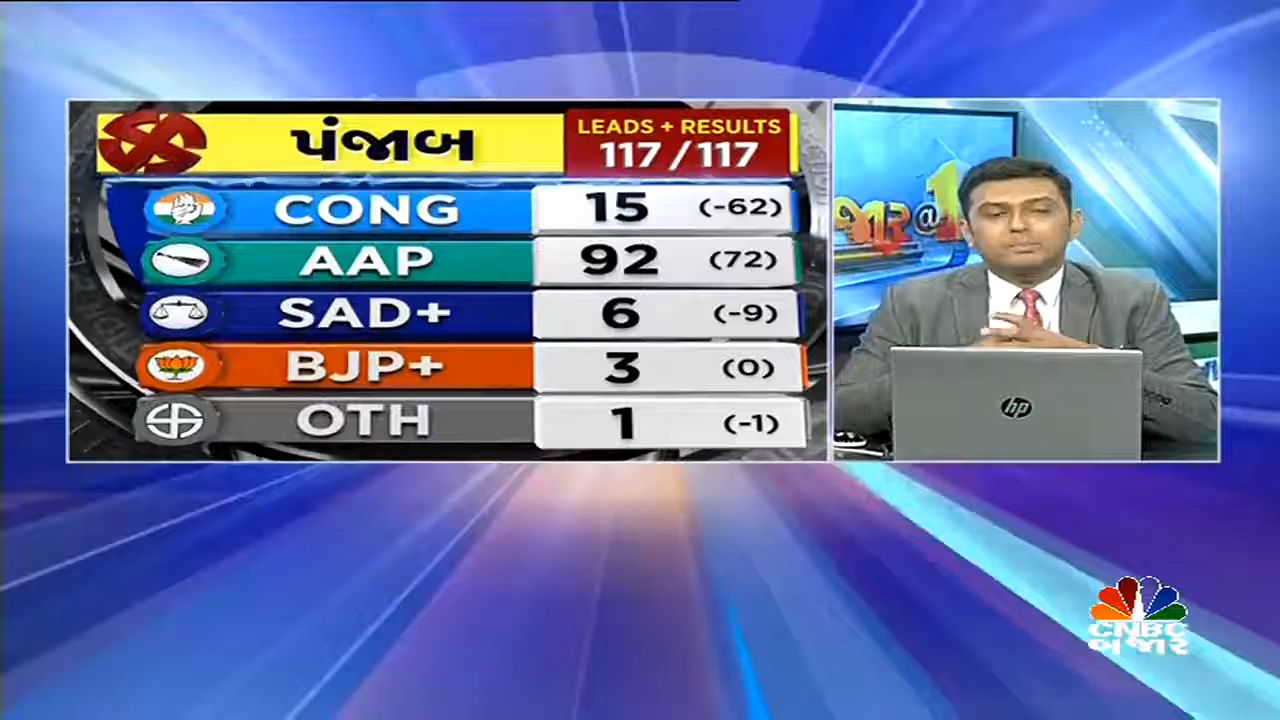 પંજાબ
LEADS + RESULTS
117 / 117
CONG 15 (-62)
AAP 92 (72)
SAD+ 6 (-9)
BJP+ 3 (0)
OTH 1 (-1)
જાર@1
hp
CNBC
બજાર